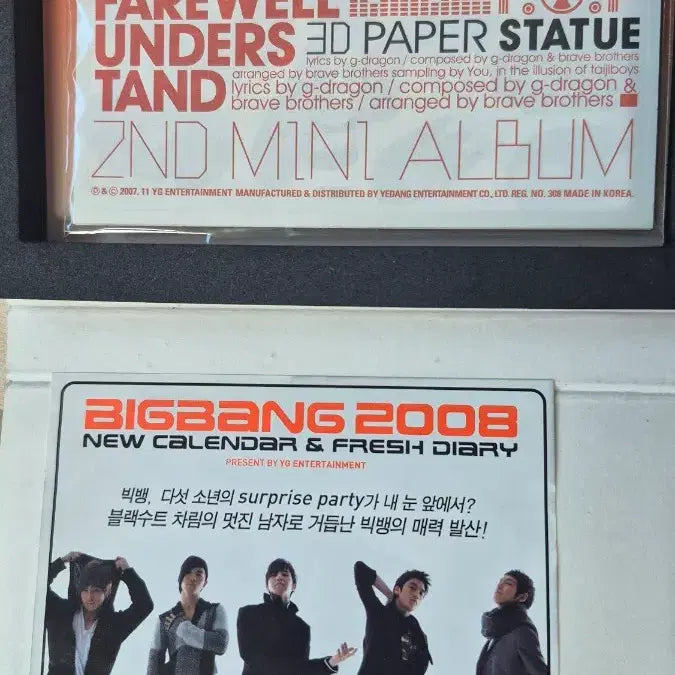 FAREWELL
UNDERS
TAND
3D PAPER STATUE
lyrics by g-dragon / composed by g-dragon & brave brothers
arranged by brave brothers sampling by You, in the illusion of taijiboys
lyrics by g-dragon / composed by g-dragon &
brave brothers / arranged by brave brothers
2ND MINI ALBUM
Ⓟ & © 2007. 11 YG ENTERTAINMENT MANUFACTURED & DISTRIBUTED BY YEDANG ENTERTAINMENT CO., LTD. REG. NO. 308 MADE IN KOREA.
BIGBANG 2008
NEW CALENDAR & FRESH DIARY
PRESENT BY YG ENTERTAINMENT
빅뱅, 다섯 소년의 surprise party가 내 눈 앞에서?
블랙수트 차림의 멋진 남자로 거듭난 빅뱅의 매력 발산!